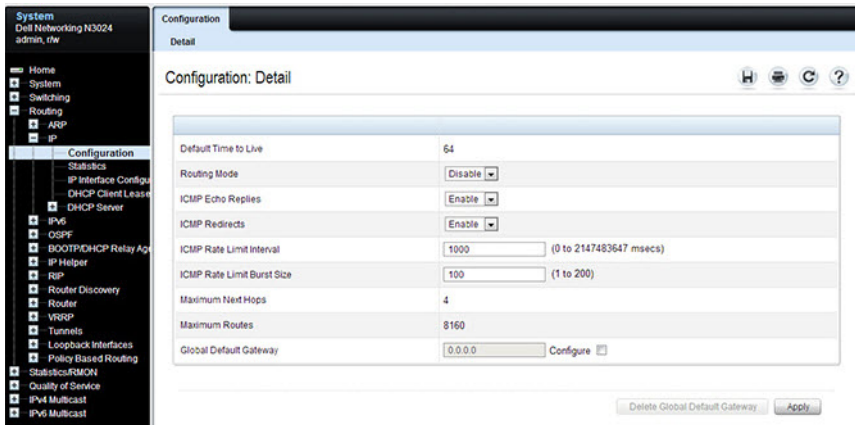 System
Dell Networking N3024
admin, r/w
Home
System
Switching
Routing
ARP
IP
Configuration
Statistics
IP Interface Configu
DHCP Client Lease
DHCP Server
IPv6
OSPF
BOOTP/DHCP Relay Age
IP Helper
RIP
Router Discovery
Router
VRRP
Tunnels
Loopback Interfaces
Policy Based Routing
Statistics/RMON
Quality of Service
IPv4 Multicast
IPv6 Multicast
Configuration
Detail
Configuration: Detail
Default Time to Live 64
Routing Mode Disable
ICMP Echo Replies Enable
ICMP Redirects Enable
ICMP Rate Limit Interval 1000 (0 to 2147483647 msecs)
ICMP Rate Limit Burst Size 100 (1 to 200)
Maximum Next Hops 4
Maximum Routes 8160
Global Default Gateway 0.0.0.0 Configure
Delete Global Default Gateway Apply